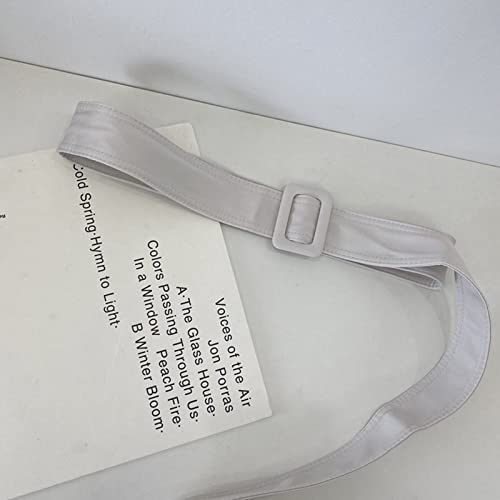 Voices of the Air
Jon Porras
A·The Glass House·
Colors Passing Through Us·
In a Window Peach Fire·
B Winter Bloom·
Cold Spring·Hymn to Light·